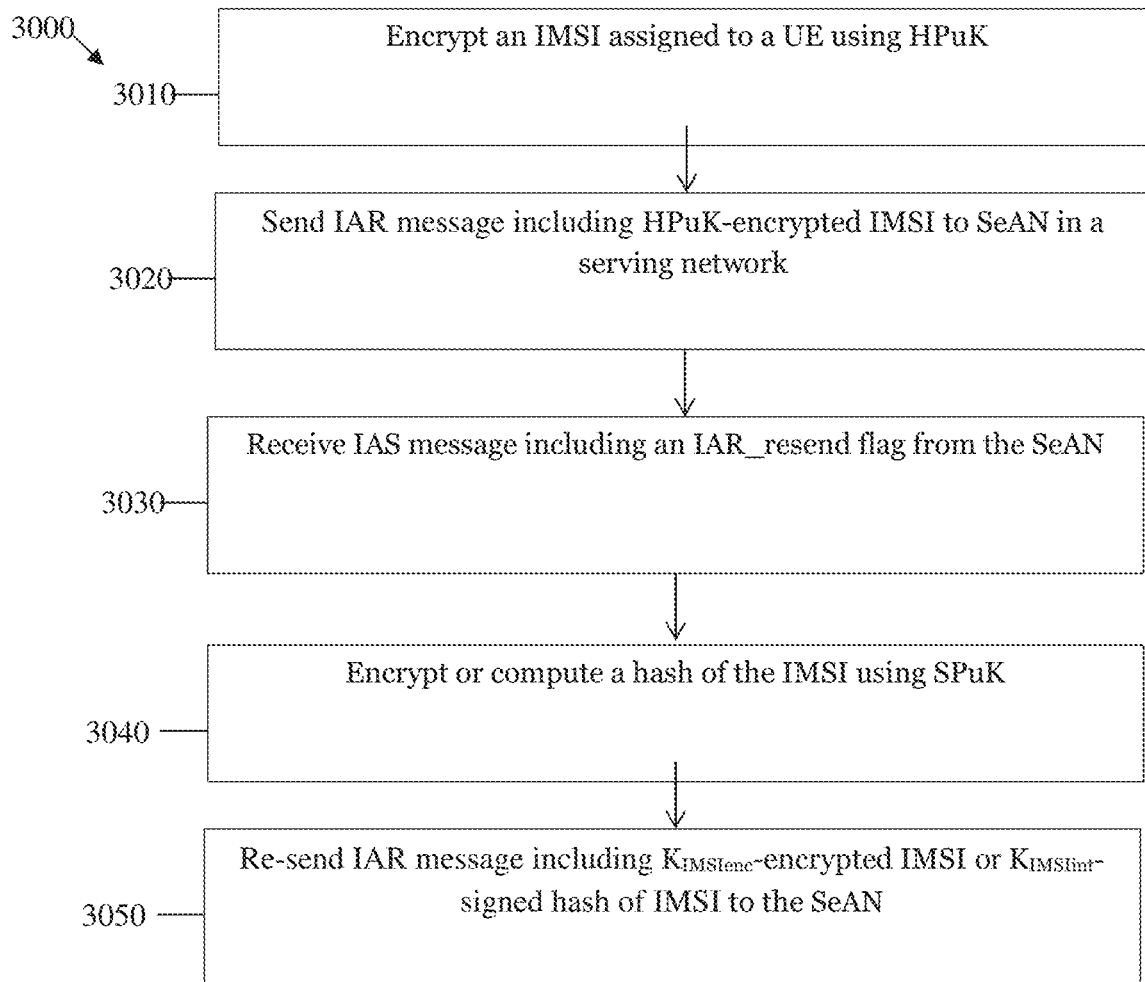 3000
Encrypt an IMSI assigned to a UE using HPuK
3010
Send IAR message including HPuK-encrypted IMSI to SeAN in a
serving network
3020
Receive IAS message including an IAR_resend flag from the SeAN
3030
Encrypt or compute a hash of the IMSI using SPuK
3040
Re-send IAR message including KIMSIenc-encrypted IMSI or KIMSIint-
signed hash of IMSI to the SeAN
3050